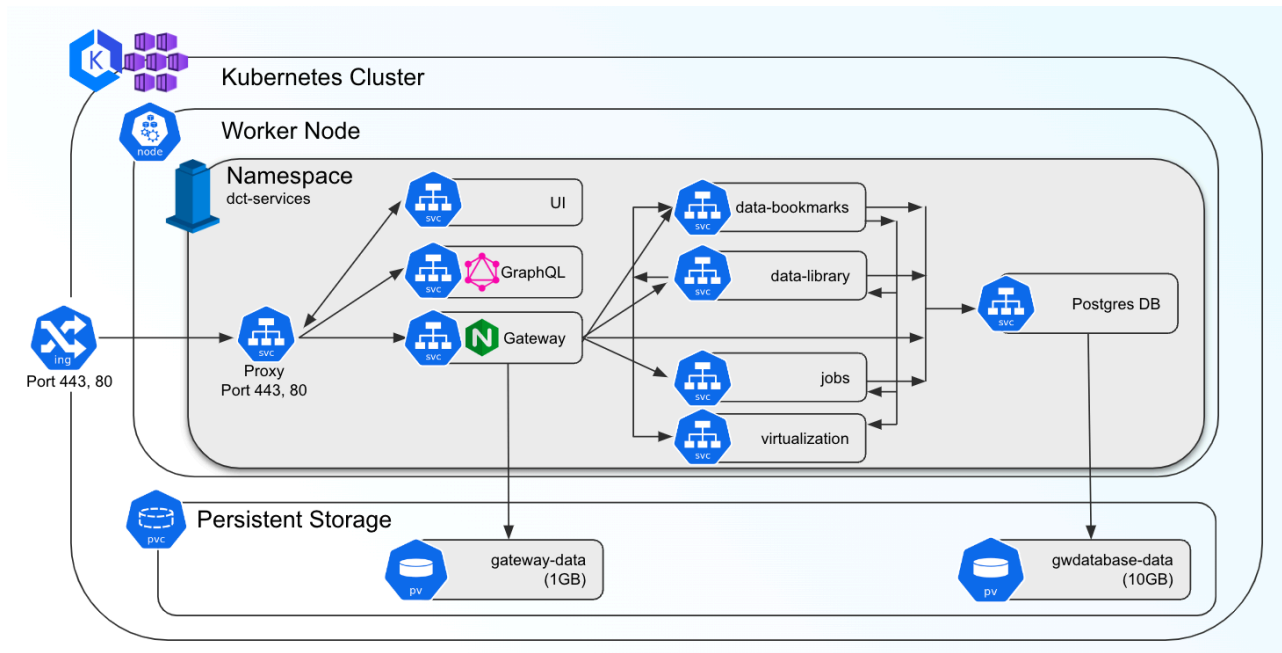 K
Kubernetes Cluster
node
Worker Node
Namespace
dct-services
svc
UI
svc
GraphQL
svc
N
Gateway
ing
Port 443, 80
svc
Proxy
Port 443, 80
svc
data-bookmarks
svc
data-library
svc
jobs
svc
virtualization
svc
Postgres DB
pvc
Persistent Storage
pv
gateway-data
(1GB)
pv
gwdatabase-data
(10GB)